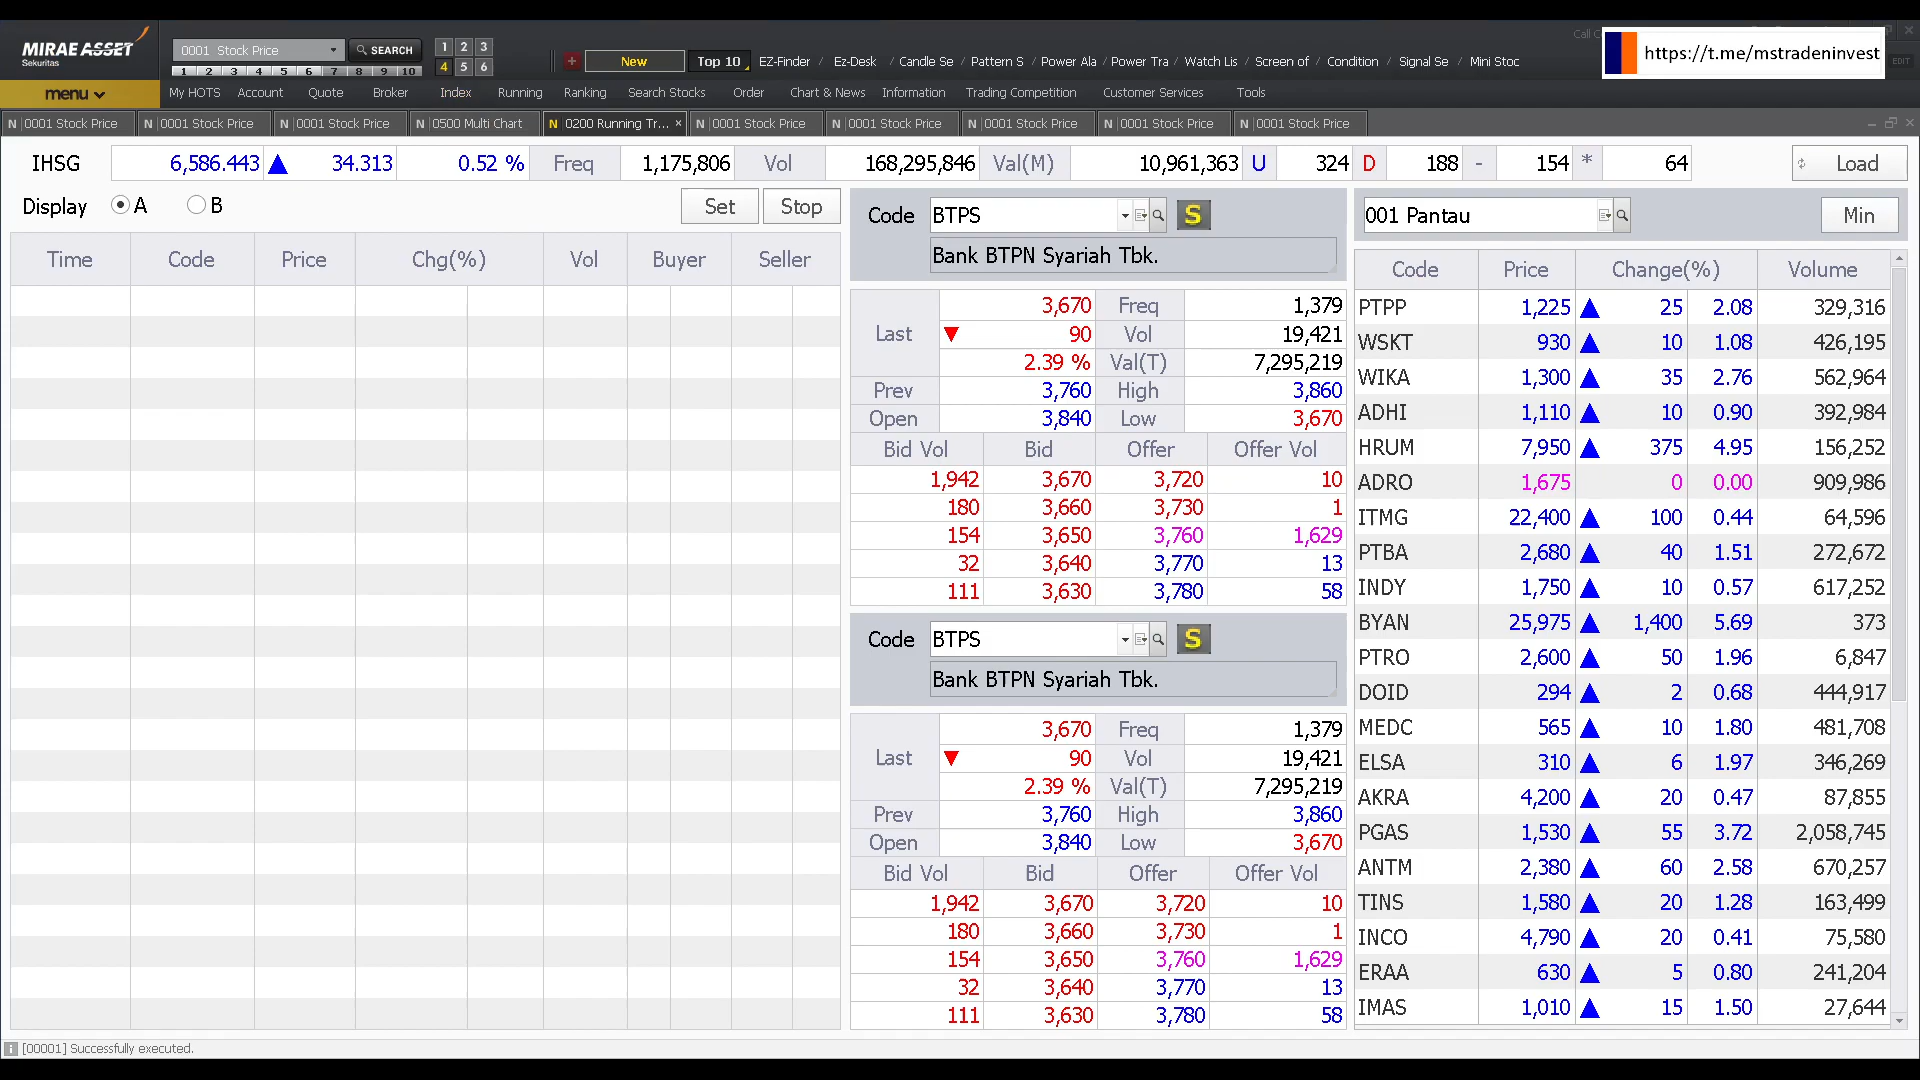 MIRAE ASSET
Sekuritas
0001 Stock Price
SEARCH
1 2 3
4 5 6
1 2 3 4 5 6 7 8 9 10
New
Top 10
EZ-Finder / Ez-Desk / Candle Se / Pattern S / Power Ala / Power Tra / Watch Lis / Screen of / Condition / Signal Se / Mini Stoc
https://t.me/mstradeninvest
menu
My HOTS Account Quote Broker Index Running Ranking Search Stocks Order Chart & News Information Trading Competition Customer Services Tools
N 0001 Stock Price N 0001 Stock Price N 0001 Stock Price N 0500 Multi Chart N 0200 Running Tr... × N 0001 Stock Price N 0001 Stock Price N 0001 Stock Price N 0001 Stock Price N 0001 Stock Price
IHSG 6,586.443 ▲ 34.313 0.52 % Freq 1,175,806 Vol 168,295,846 Val(M) 10,961,363 U 324 D 188 - 154 * 64 Load
Display A B Set Stop
Time Code Price Chg(%) Vol Buyer Seller
Code BTPS S
Bank BTPN Syariah Tbk.
Last 3,670 Freq 1,379
▼ 90 Vol 19,421
2.39 % Val(T) 7,295,219
Prev 3,760 High 3,860
Open 3,840 Low 3,670
Bid Vol Bid Offer Offer Vol
1,942 3,670 3,720 10
180 3,660 3,730 1
154 3,650 3,760 1,629
32 3,640 3,770 13
111 3,630 3,780 58
Code BTPS S
Bank BTPN Syariah Tbk.
Last 3,670 Freq 1,379
▼ 90 Vol 19,421
2.39 % Val(T) 7,295,219
Prev 3,760 High 3,860
Open 3,840 Low 3,670
Bid Vol Bid Offer Offer Vol
1,942 3,670 3,720 10
180 3,660 3,730 1
154 3,650 3,760 1,629
32 3,640 3,770 13
111 3,630 3,780 58
001 Pantau Min
Code Price Change(%) Volume
PTPP 1,225 ▲ 25 2.08 329,316
WSKT 930 ▲ 10 1.08 426,195
WIKA 1,300 ▲ 35 2.76 562,964
ADHI 1,110 ▲ 10 0.90 392,984
HRUM 7,950 ▲ 375 4.95 156,252
ADRO 1,675 0 0.00 909,986
ITMG 22,400 ▲ 100 0.44 64,596
PTBA 2,680 ▲ 40 1.51 272,672
INDY 1,750 ▲ 10 0.57 617,252
BYAN 25,975 ▲ 1,400 5.69 373
PTRO 2,600 ▲ 50 1.96 6,847
DOID 294 ▲ 2 0.68 444,917
MEDC 565 ▲ 10 1.80 481,708
ELSA 310 ▲ 6 1.97 346,269
AKRA 4,200 ▲ 20 0.47 87,855
PGAS 1,530 ▲ 55 3.72 2,058,745
ANTM 2,380 ▲ 60 2.58 670,257
TINS 1,580 ▲ 20 1.28 163,499
INCO 4,790 ▲ 20 0.41 75,580
ERAA 630 ▲ 5 0.80 241,204
IMAS 1,010 ▲ 15 1.50 27,644
[00001] Successfully executed.